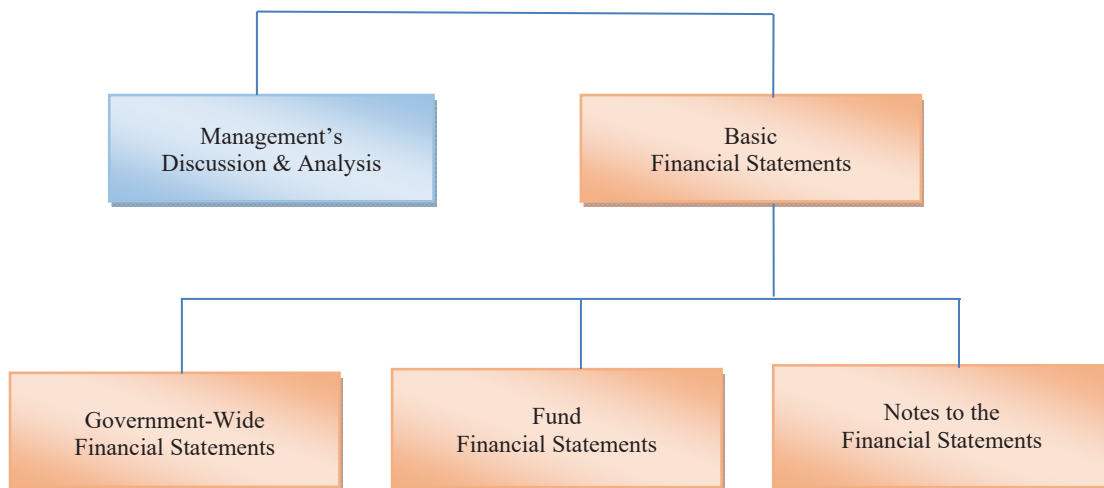 Management’s
Discussion & Analysis
Basic
Financial Statements
Government-Wide
Financial Statements
Fund
Financial Statements
Notes to the
Financial Statements